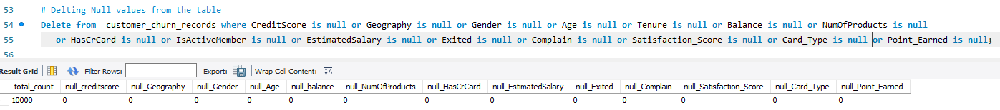 53 # Delting Null values from the table
54 Delete from customer_churn_records where CreditScore is null or Geography is null or Gender is null or Age is null or Tenure is null or Balance is null or NumOfProducts is null
55 or HasCrCard is null or IsActiveMember is null or EstimatedSalary is null or Exited is null or Complain is null or Satisfaction_Score is null or Card_Type is null or Point_Earned is null;
56
Result Grid Filter Rows: Export: Wrap Cell Content: IA
total_count null_creditscore null_Geography null_Gender null_Age null_balance null_NumOfProducts null_HasCrCard null_EstimatedSalary null_Exited null_Complain null_Satisfaction_Score null_Card_Type null_Point_Earned
10000 0 0 0 0 0 0 0 0 0 0 0 0 0